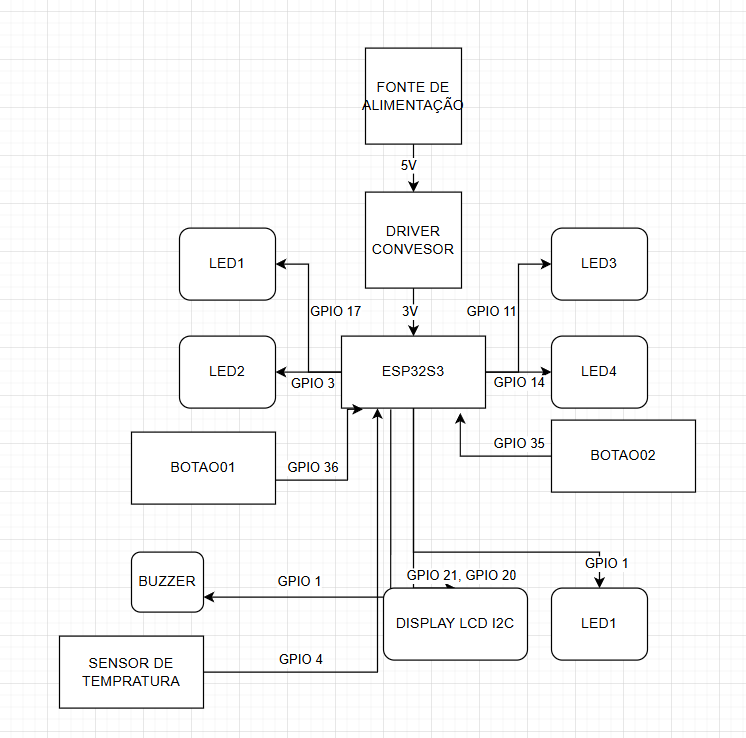 FONTE DE
ALIMENTAÇÃO
5V
DRIVER
CONVESOR
LED1
LED3
GPIO 17
3V
GPIO 11
LED2
ESP32S3
LED4
GPIO 3
GPIO 14
BOTAO01
GPIO 36
GPIO 35
BOTAO02
BUZZER
GPIO 1
GPIO 21, GPIO 20
GPIO 1
DISPLAY LCD I2C
LED1
SENSOR DE
TEMPRATURA
GPIO 4